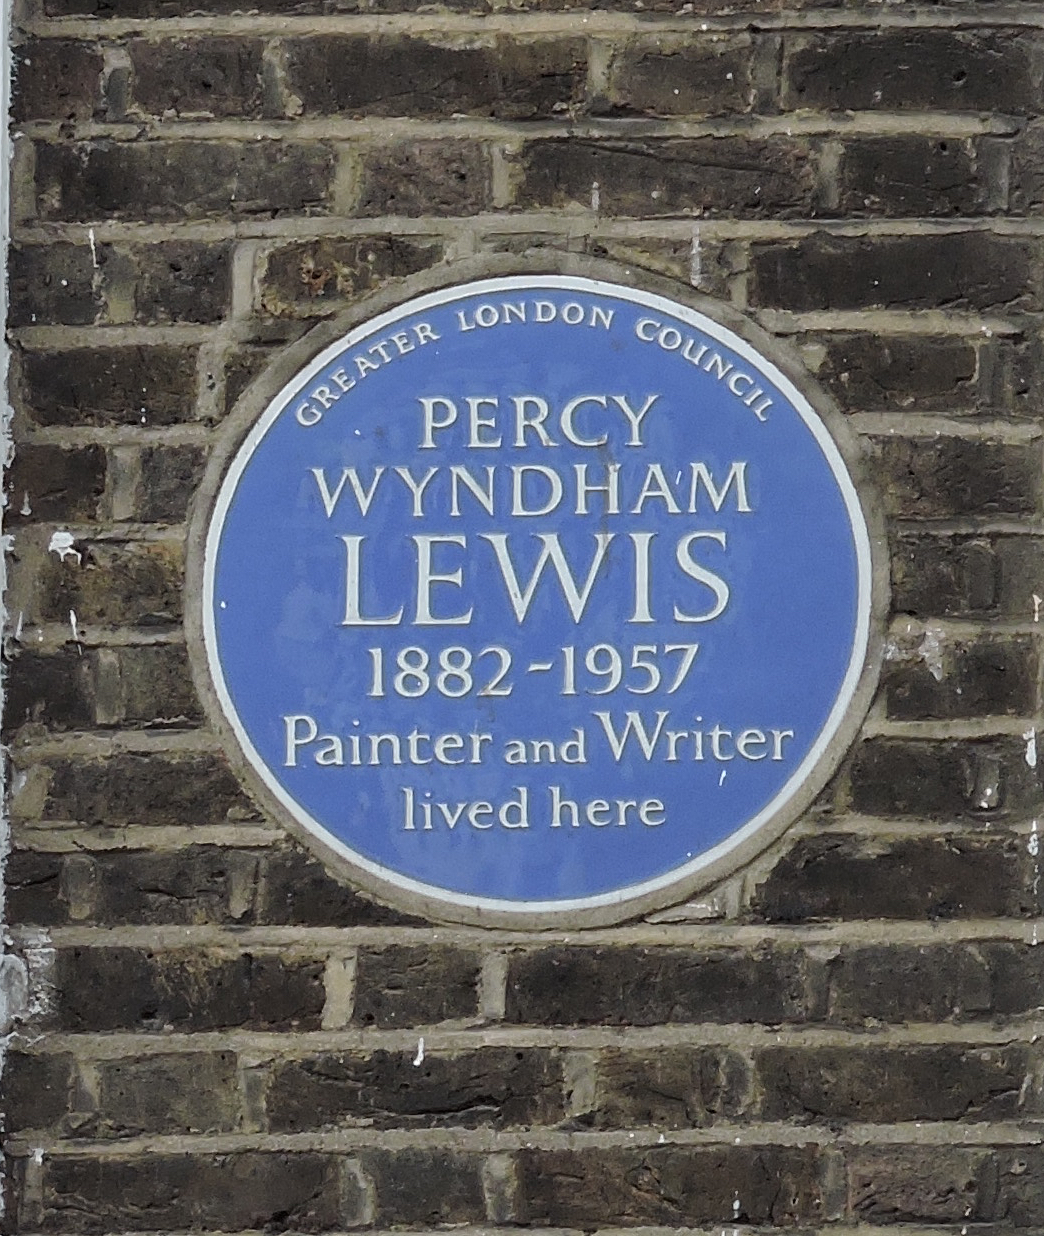 GREATER LONDON COUNCIL
PERCY
WYNDHAM
LEWIS
1882-1957
Painter and Writer
lived here